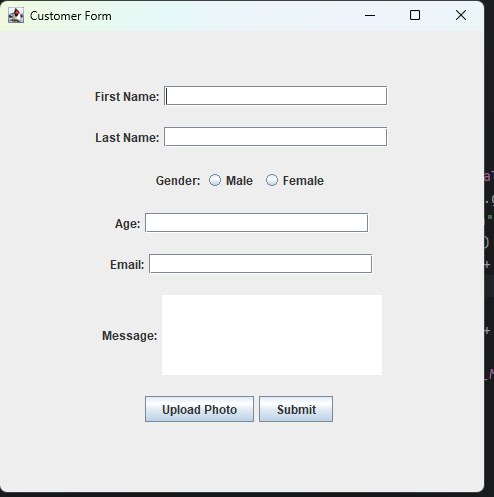 Customer Form
First Name:
Last Name:
Gender: Male Female
Age:
Email:
Message:
Upload Photo Submit